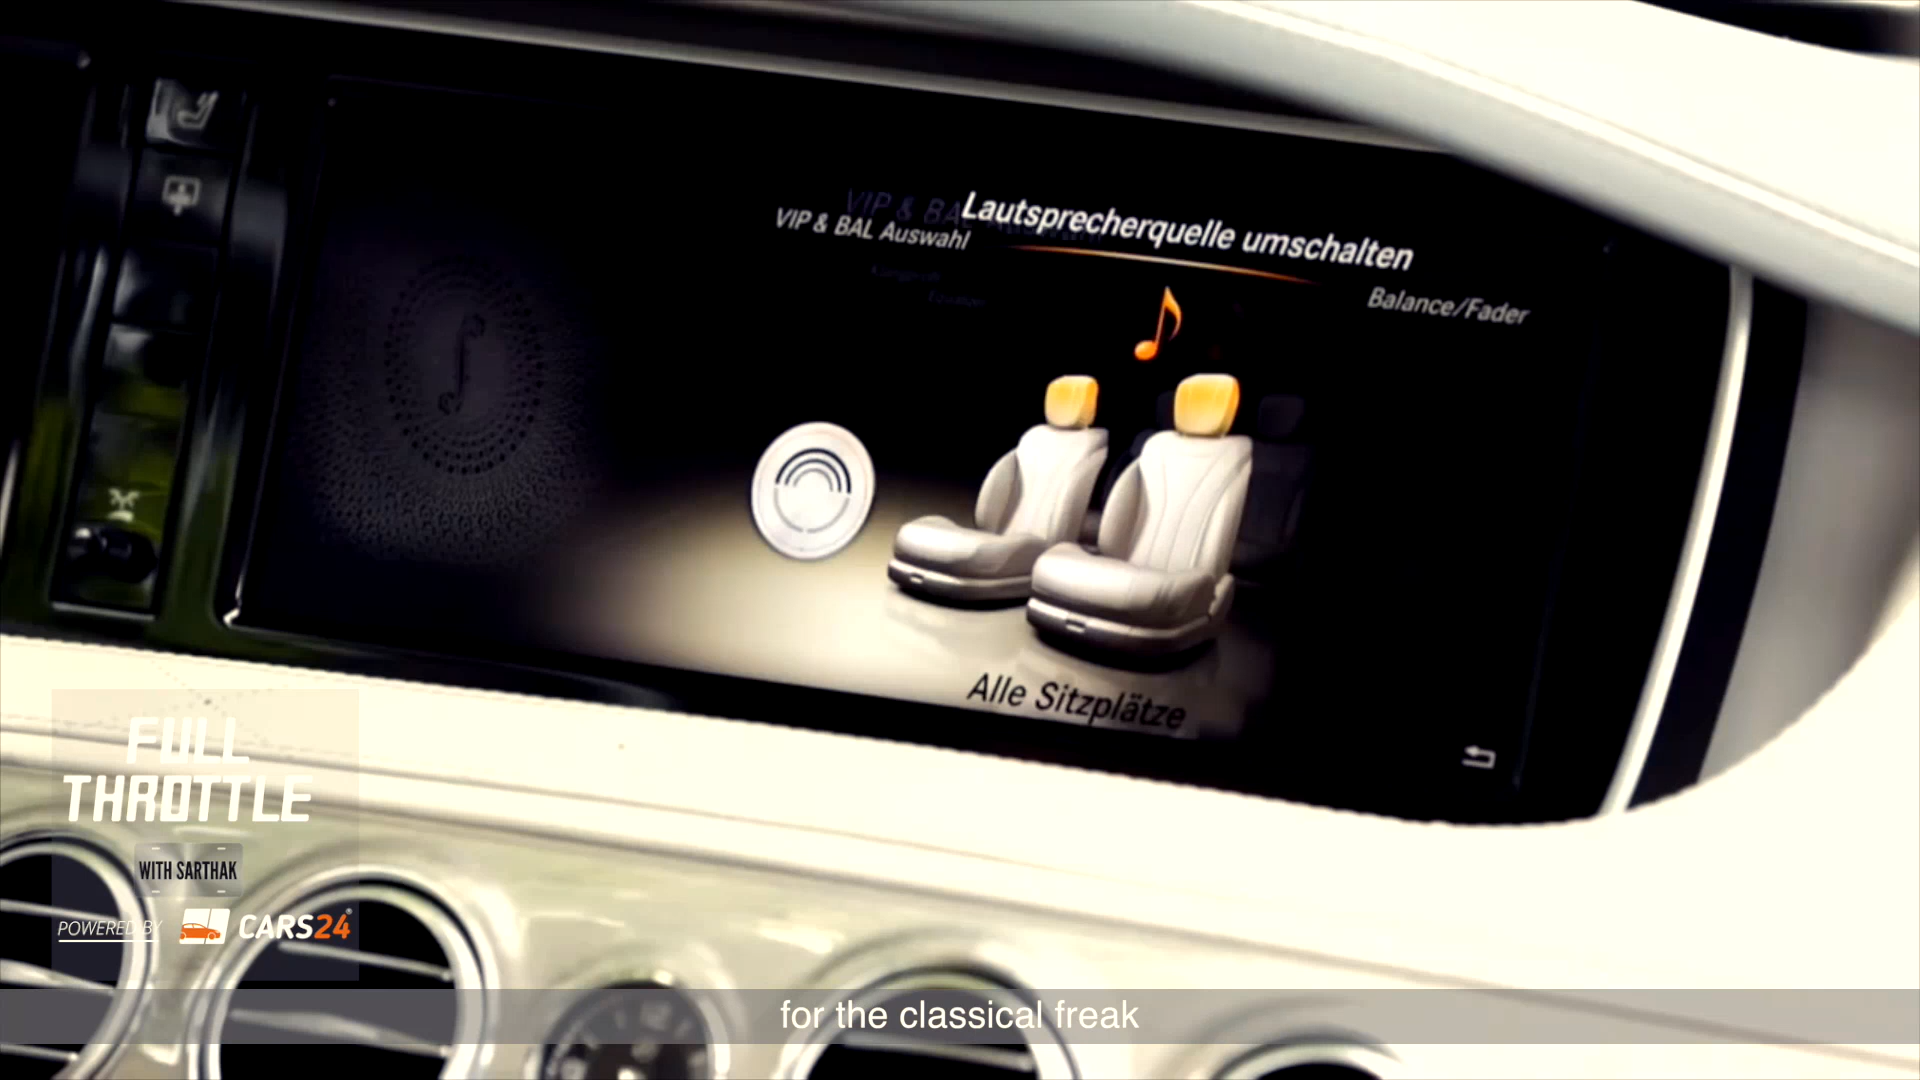 Lautsprecherquelle umschalten
VIP & BAL Auswahl
Balance/Fader
Alle Sitzplätze
FULL
THROTTLE
WITH SARTHAK
POWERED BY CARS24
for the classical freak